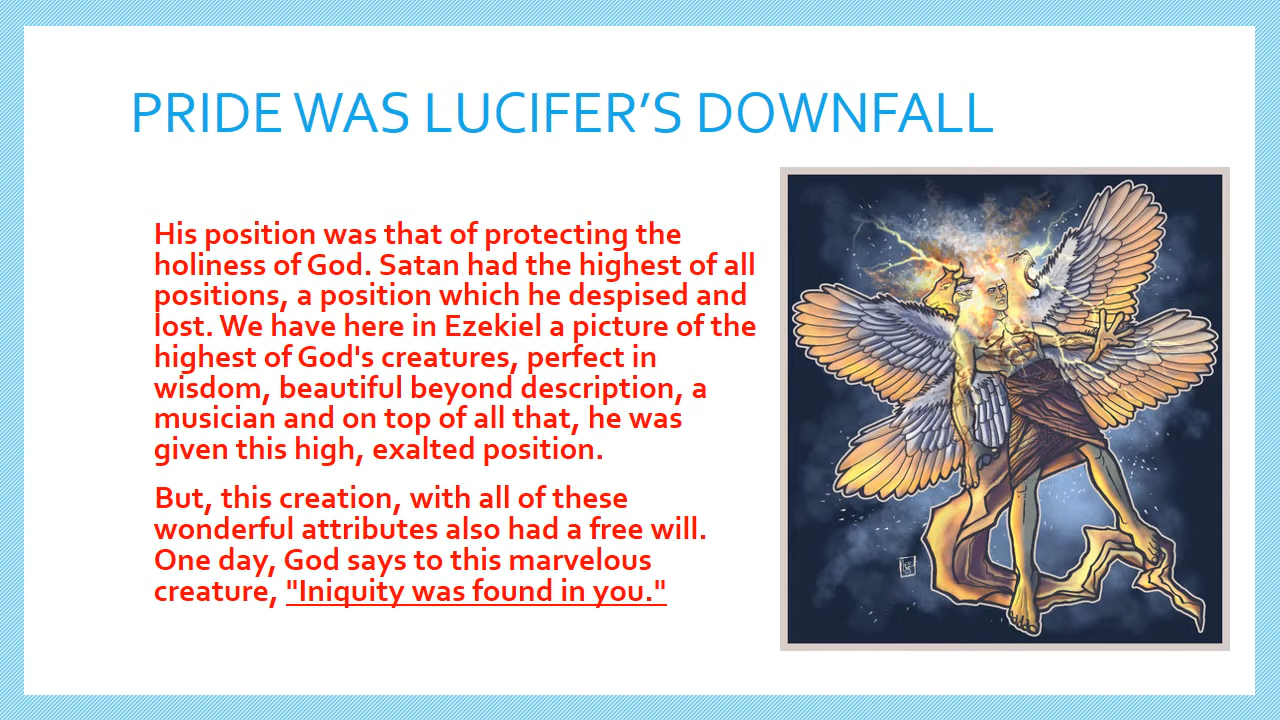 PRIDE WAS LUCIFER'S DOWNFALL
His position was that of protecting the
holiness of God. Satan had the highest of all
positions, a position which he despised and
lost. We have here in Ezekiel a picture of the
highest of God's creatures, perfect in
wisdom, beautiful beyond description, a
musician and on top of all that, he was
given this high, exalted position.
But, this creation, with all of these
wonderful attributes also had a free will.
One day, God says to this marvelous
creature, "Iniquity was found in you."